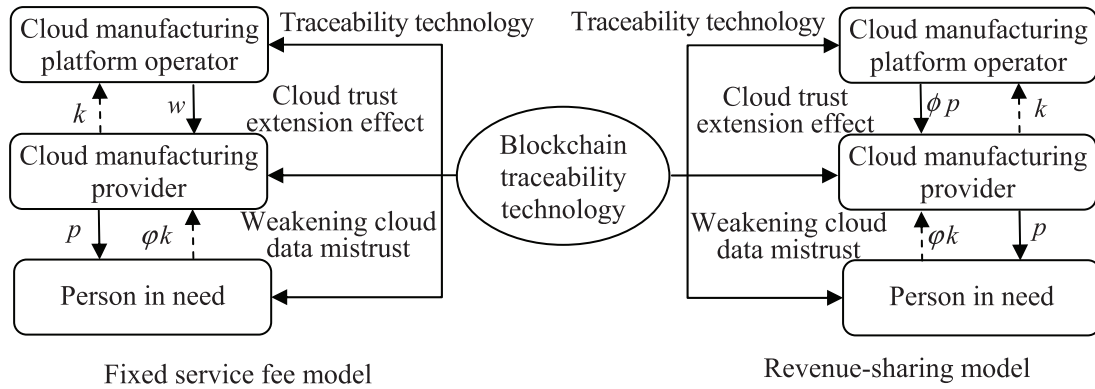 Cloud manufacturing
platform operator
k
w
Cloud manufacturing
provider
p
φk
Person in need
Fixed service fee model
Traceability technology
Cloud trust
extension effect
Weakening cloud
data mistrust
Blockchain
traceability
technology
Traceability technology
Cloud trust
extension effect
Weakening cloud
data mistrust
Cloud manufacturing
platform operator
ϕ p
k
Cloud manufacturing
provider
φk
p
Person in need
Revenue-sharing model